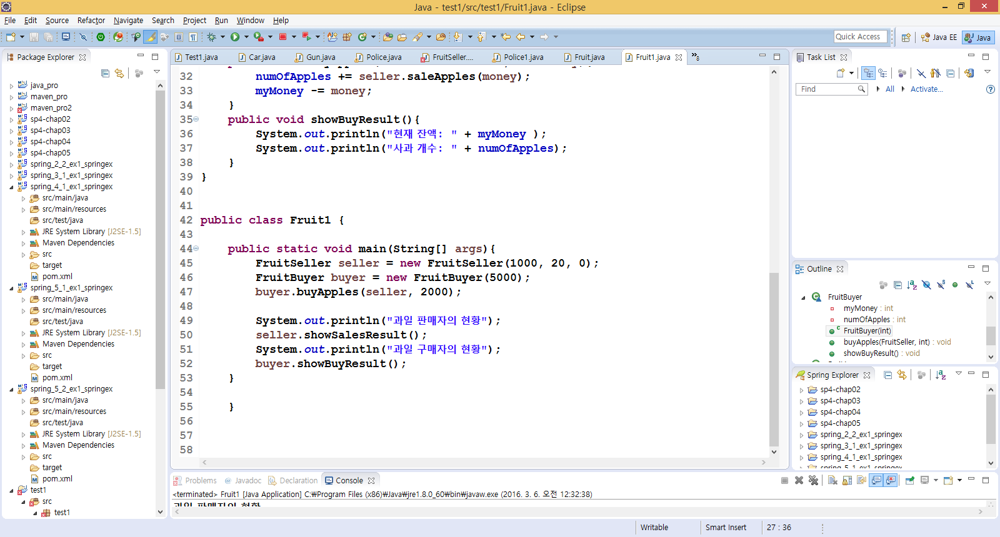 Java - test1/src/test1/Fruit1.java - Eclipse
File Edit Source Refactor Navigate Search Project Run Window Help
Quick Access
Java EE
Java
Package Explorer
java_pro
maven_pro
maven_pro2
sp4-chap02
sp4-chap03
sp4-chap04
sp4-chap05
spring_2_2_ex1_springex
spring_3_1_ex1_springex
spring_4_1_ex1_springex
src/main/java
src/main/resources
src/test/java
JRE System Library [J2SE-1.5]
Maven Dependencies
src
target
pom.xml
spring_5_1_ex1_springex
src/main/java
src/main/resources
src/test/java
JRE System Library [J2SE-1.5]
Maven Dependencies
src
target
pom.xml
spring_5_2_ex1_springex
src/main/java
src/main/resources
src/test/java
JRE System Library [J2SE-1.5]
Maven Dependencies
src
target
pom.xml
test1
src
test1
Test1.java Car.java Gun.java Police.java FruitSeller.... Police1.java Fruit.java Fruit1.java »8
32 numOfApples += seller.saleApples(money);
33 myMoney -= money;
34 }
35 public void showBuyResult(){
36 System.out.println("현재 잔액: " + myMoney );
37 System.out.println("사과 개수: " + numOfApples);
38 }
39 }
40
41
42 public class Fruit1 {
43
44 public static void main(String[] args){
45 FruitSeller seller = new FruitSeller(1000, 20, 0);
46 FruitBuyer buyer = new FruitBuyer(5000);
47 buyer.buyApples(seller, 2000);
48
49 System.out.println("과일 판매자의 현황");
50 seller.showSalesResult();
51 System.out.println("과일 구매자의 현황");
52 buyer.showBuyResult();
53 }
54
55 }
56
57
58
Problems @ Javadoc Declaration Console
<terminated> Fruit1 [Java Application] C:₩Program Files (x86)₩Java₩jre1.8.0_60₩bin₩javaw.exe (2016. 3. 6. 오전 12:32:38)
과일 판매자의 현황
Task List
Find All Activate...
Outline
FruitBuyer
myMoney : int
numOfApples : int
FruitBuyer(int)
buyApples(FruitSeller, int) : void
showBuyResult() : void
Spring Explorer
sp4-chap02
sp4-chap03
sp4-chap04
sp4-chap05
spring_2_2_ex1_springex
spring_3_1_ex1_springex
spring_4_1_ex1_springex
spring_5_1_ex1_springex
Writable Smart Insert 27 : 36